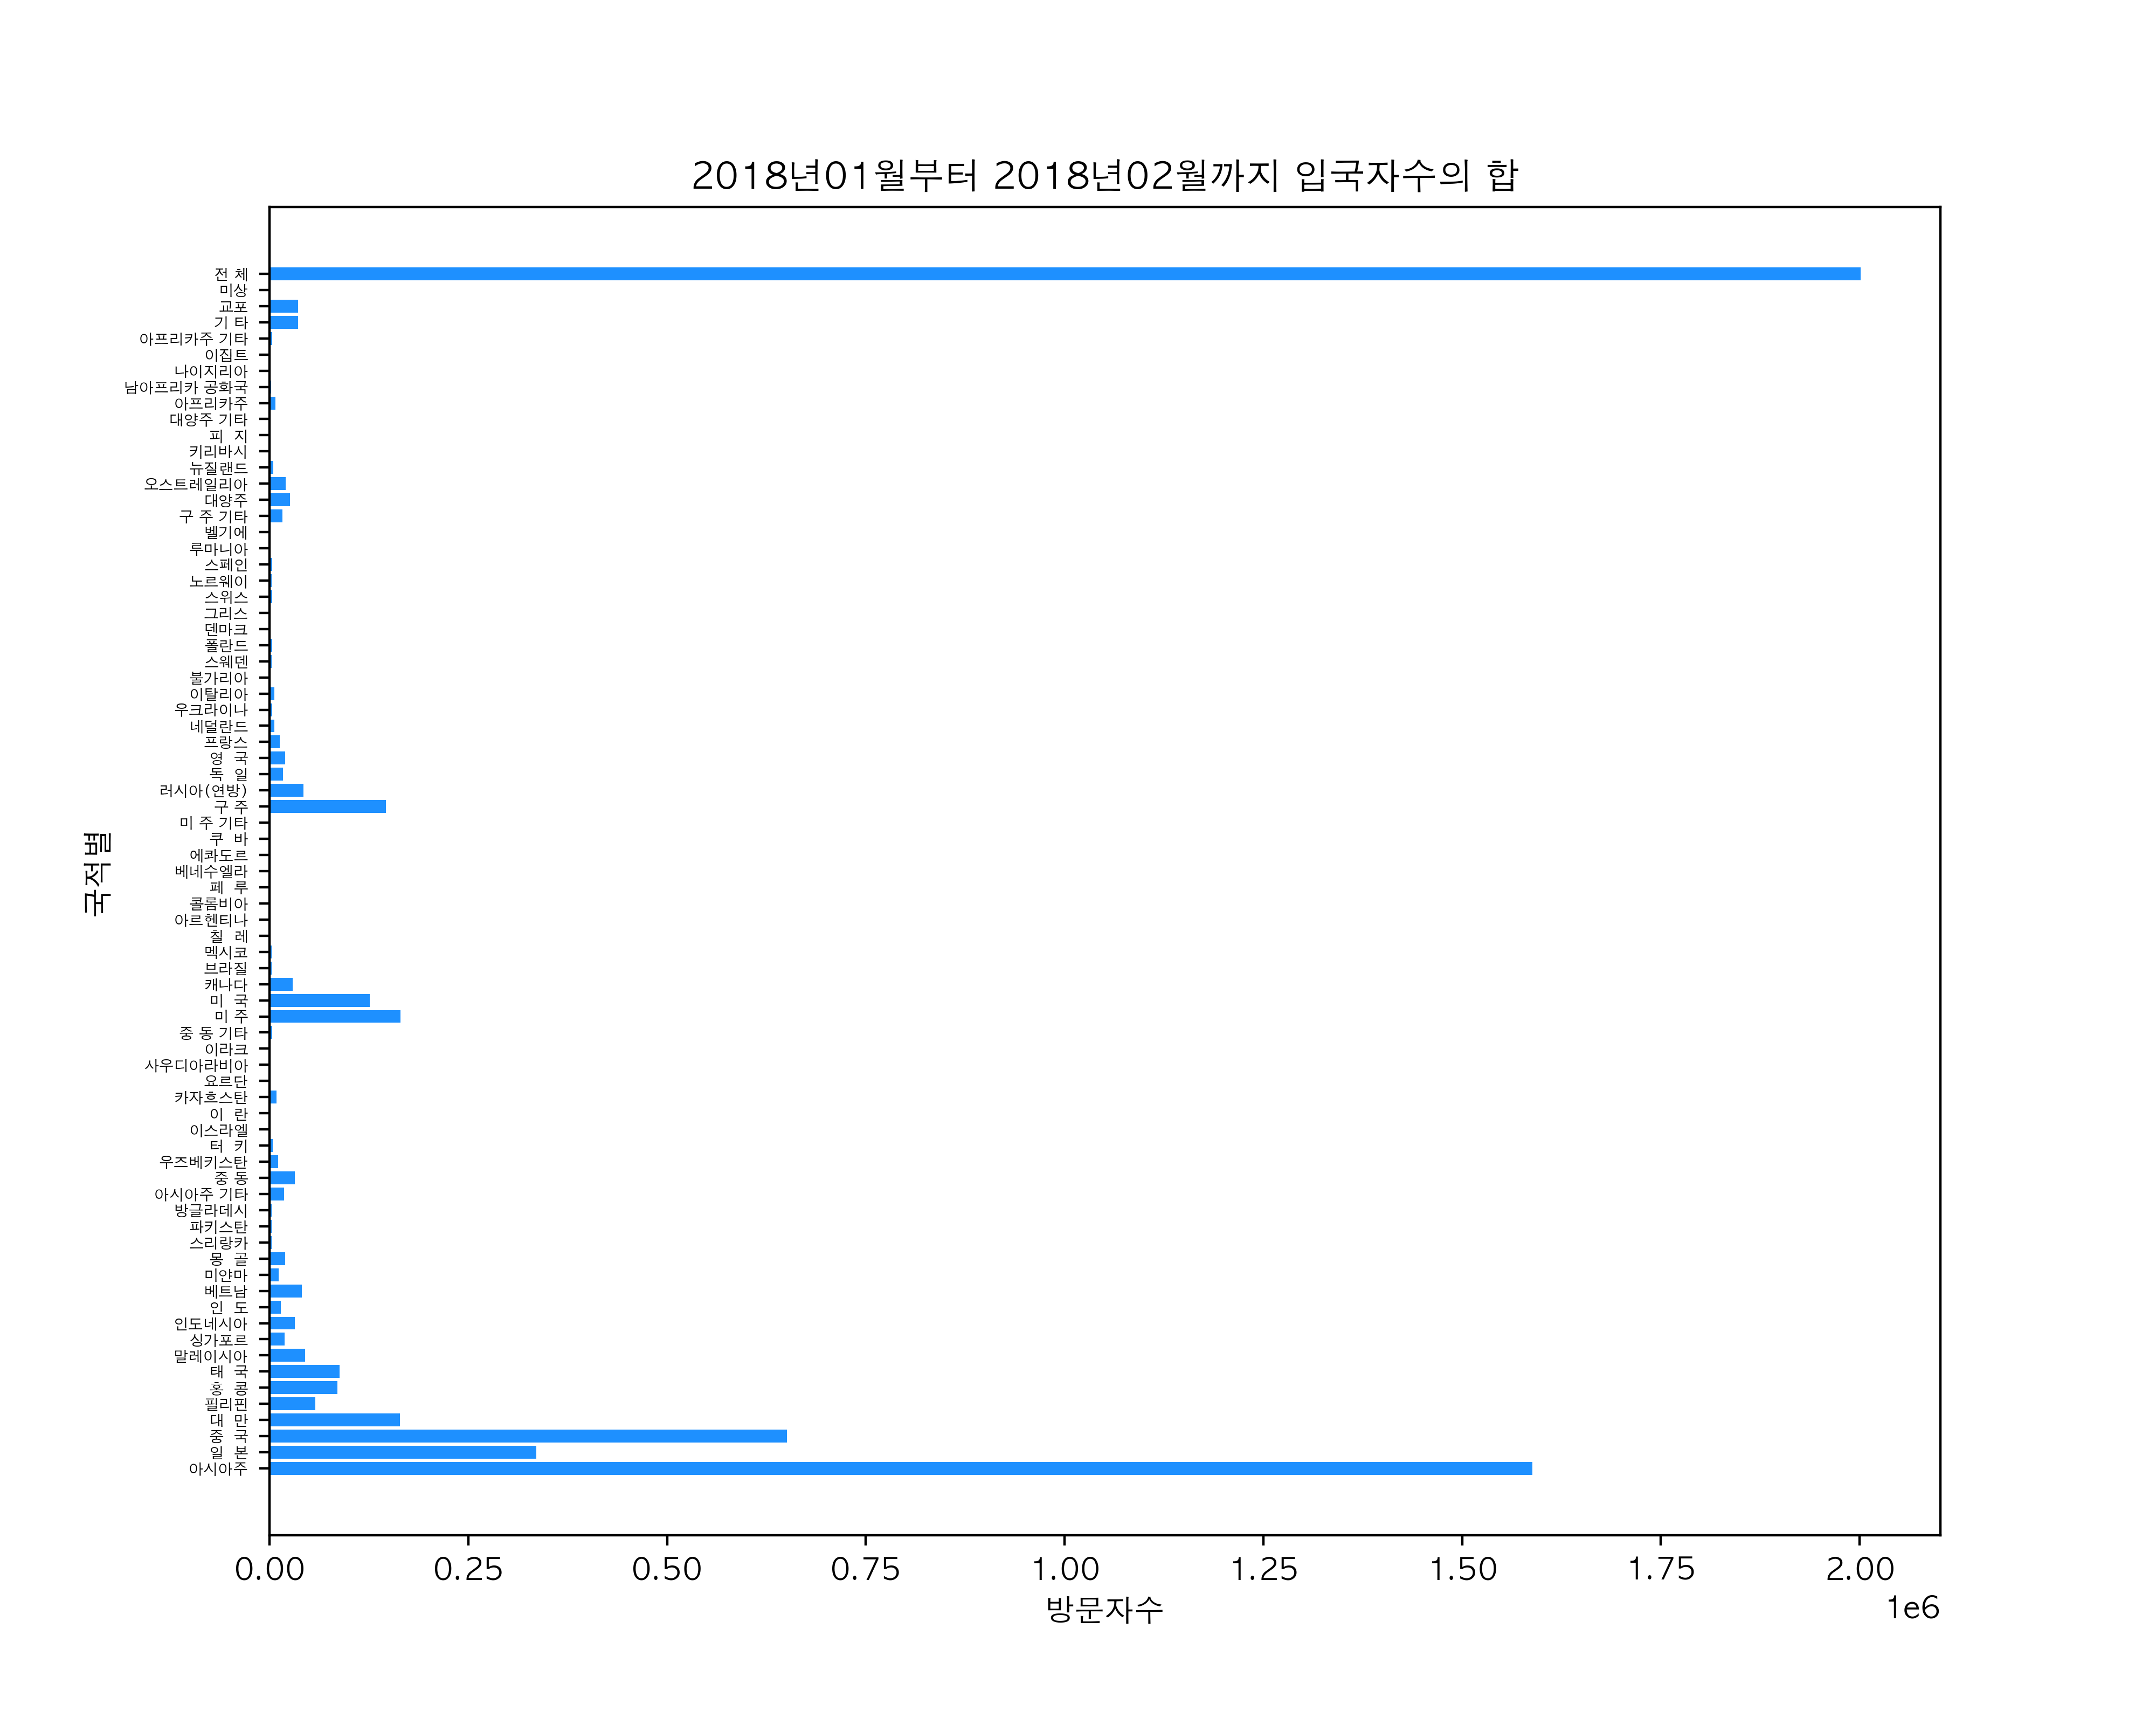 2018년01월부터 2018년02월까지 입국자수의 합
전 체
미상
교포
기 타
아프리카주 기타
이집트
나이지리아
남아프리카 공화국
아프리카주
대양주 기타
피 지
키리바시
뉴질랜드
오스트레일리아
대양주
구 주 기타
벨기에
루마니아
스페인
노르웨이
스위스
그리스
덴마크
폴란드
스웨덴
불가리아
이탈리아
우크라이나
네덜란드
프랑스
영 국
독 일
러시아(연방)
구 주
미 주 기타
쿠 바
에콰도르
베네수엘라
페 루
콜롬비아
아르헨티나
칠 레
멕시코
브라질
캐나다
미 국
미 주
중 동 기타
이라크
사우디아라비아
요르단
카자흐스탄
이 란
이스라엘
터 키
우즈베키스탄
중 동
아시아주 기타
방글라데시
파키스탄
스리랑카
몽 골
미얀마
베트남
인 도
인도네시아
싱가포르
말레이시아
태 국
홍 콩
필리핀
대 만
중 국
일 본
아시아주
국적별
0.00 0.25 0.50 0.75 1.00 1.25 1.50 1.75 2.00
방문자수
1e6